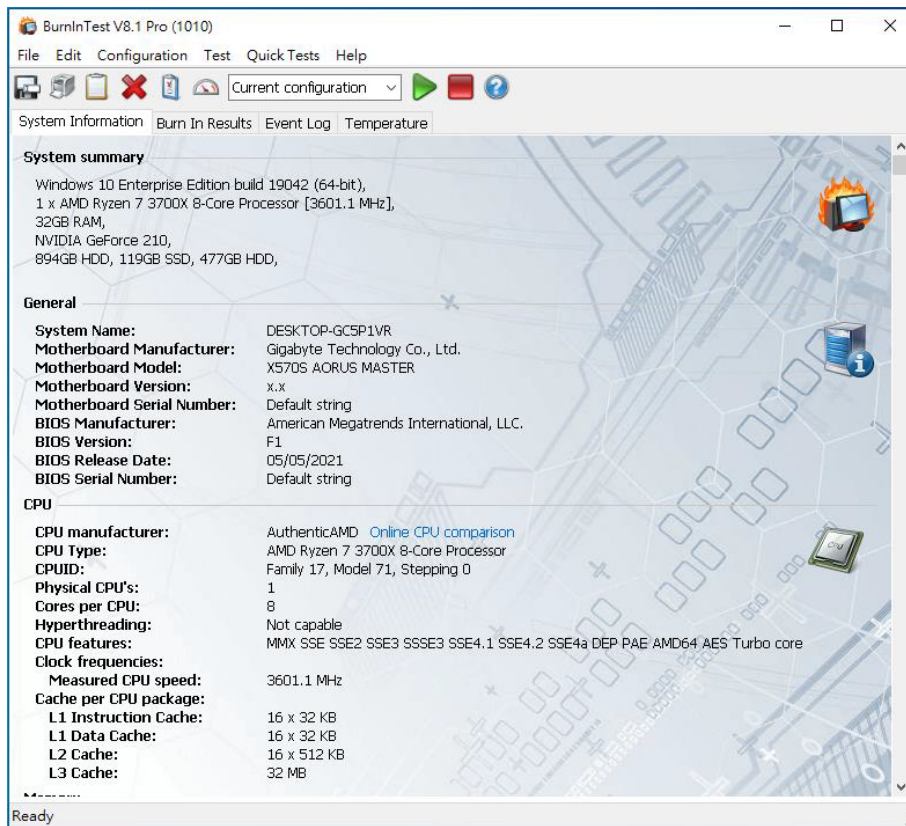 BurnInTest V8.1 Pro (1010)
File Edit Configuration Test Quick Tests Help
Current configuration
System Information Burn In Results Event Log Temperature
System summary
Windows 10 Enterprise Edition build 19042 (64-bit),
1 x AMD Ryzen 7 3700X 8-Core Processor [3601.1 MHz],
32GB RAM,
NVIDIA GeForce 210,
894GB HDD, 119GB SSD, 477GB HDD,
General
System Name: DESKTOP-GC5P1VR
Motherboard Manufacturer: Gigabyte Technology Co., Ltd.
Motherboard Model: X570S AORUS MASTER
Motherboard Version: x.x
Motherboard Serial Number: Default string
BIOS Manufacturer: American Megatrends International, LLC.
BIOS Version: F1
BIOS Release Date: 05/05/2021
BIOS Serial Number: Default string
CPU
CPU manufacturer: AuthenticAMD Online CPU comparison
CPU Type: AMD Ryzen 7 3700X 8-Core Processor
CPUID: Family 17, Model 71, Stepping 0
Physical CPU's: 1
Cores per CPU: 8
Hyperthreading: Not capable
CPU features: MMX SSE SSE2 SSE3 SSSE3 SSE4.1 SSE4.2 SSE4a DEP PAE AMD64 AES Turbo core
Clock frequencies:
Measured CPU speed: 3601.1 MHz
Cache per CPU package:
L1 Instruction Cache: 16 x 32 KB
L1 Data Cache: 16 x 32 KB
L2 Cache: 16 x 512 KB
L3 Cache: 32 MB
Ready